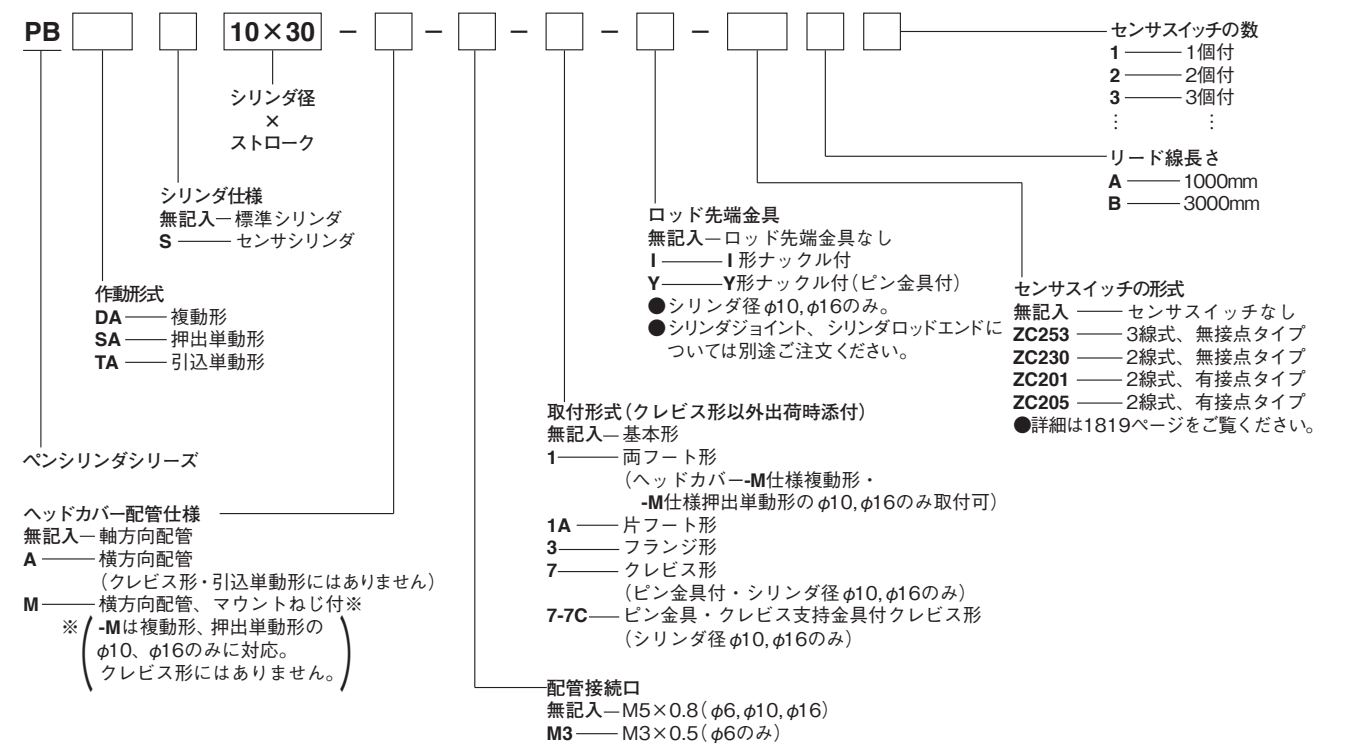 PB 10×30 － － － － －
シリンダ径
×
ストローク
シリンダ仕様
無記入 標準シリンダ
S センサシリンダ
作動形式
DA 複動形
SA 押出単動形
TA 引込単動形
ペンシリンダシリーズ
ヘッドカバー配管仕様
無記入 軸方向配管
A 横方向配管
（クレビス形・引込単動形にはありません）
M 横方向配管、マウントねじ付※
※ -Mは複動形、押出単動形の
φ10、φ16のみに対応。
クレビス形にはありません。
配管接続口
無記入 M5×0.8（φ6,φ10,φ16）
M3 M3×0.5（φ6のみ）
取付形式（クレビス形以外出荷時添付）
無記入 基本形
1 両フート形
（ヘッドカバー-M仕様複動形・
-M仕様押出単動形のφ10,φ16のみ取付可）
1A 片フート形
3 フランジ形
7 クレビス形
（ピン金具付・シリンダ径φ10,φ16のみ）
7-7C ピン金具・クレビス支持金具付クレビス形
（シリンダ径φ10,φ16のみ）
ロッド先端金具
無記入 ロッド先端金具なし
I I形ナックル付
Y Y形ナックル付（ピン金具付）
●シリンダ径φ10,φ16のみ。
●シリンダジョイント、シリンダロッドエンドに
ついては別途ご注文ください。
センサスイッチの形式
無記入 センサスイッチなし
ZC253 3線式、無接点タイプ
ZC230 2線式、無接点タイプ
ZC201 2線式、有接点タイプ
ZC205 2線式、有接点タイプ
●詳細は1819ページをご覧ください。
リード線長さ
A 1000mm
B 3000mm
センサスイッチの数
1 1個付
2 2個付
3 3個付
⋮ ⋮